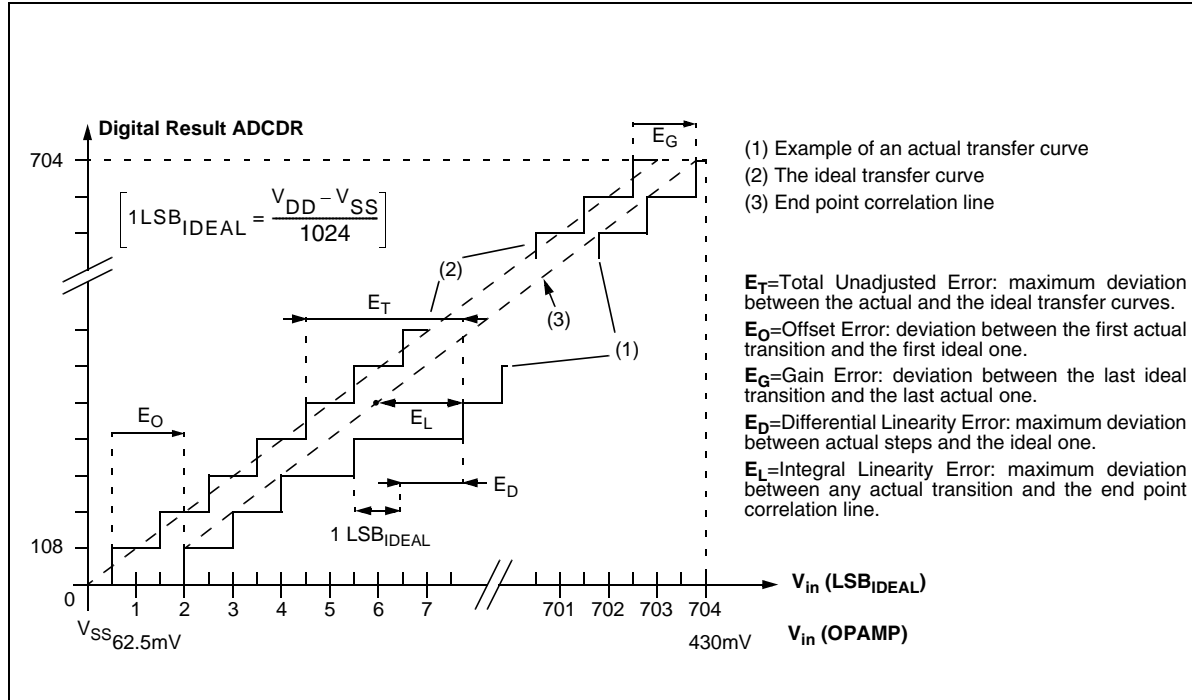 Digital Result ADCDR
E_G
704
1LSB_IDEAL = (V_DD – V_SS) / 1024
(1) Example of an actual transfer curve
(2) The ideal transfer curve
(3) End point correlation line
(2)
E_T
(3)
(1)
E_O
E_L
E_D
1 LSB_IDEAL
108
E_T=Total Unadjusted Error: maximum deviation
between the actual and the ideal transfer curves.
E_O=Offset Error: deviation between the first actual
transition and the first ideal one.
E_G=Gain Error: deviation between the last ideal
transition and the last actual one.
E_D=Differential Linearity Error: maximum deviation
between actual steps and the ideal one.
E_L=Integral Linearity Error: maximum deviation
between any actual transition and the end point
correlation line.
0
1 2 3 4 5 6 7 701 702 703 704
V_in (LSB_IDEAL)
V_SS 62.5mV
430mV
V_in (OPAMP)